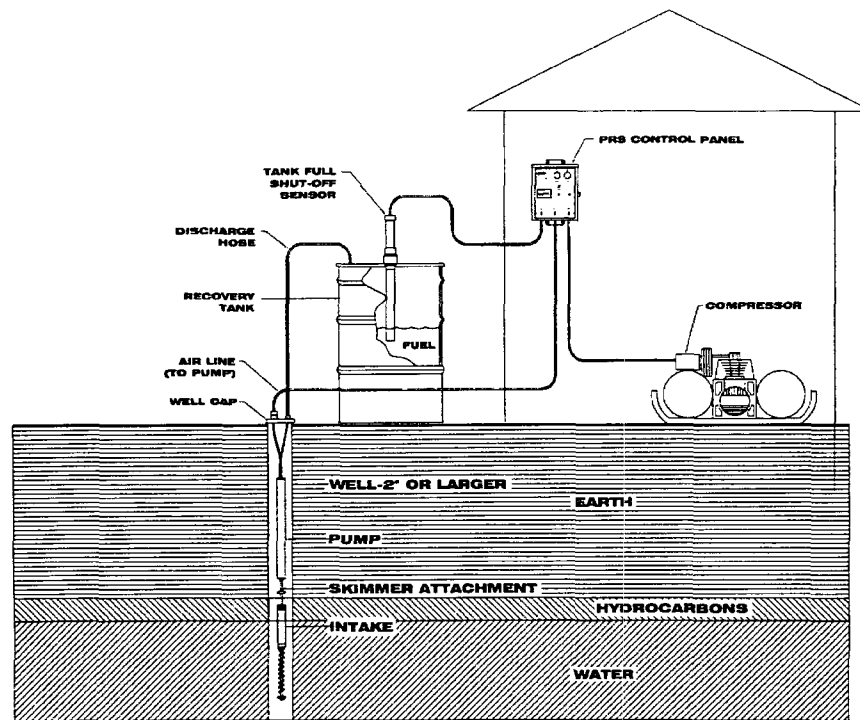 PRS CONTROL PANEL
TANK FULL
SHUT-OFF
SENSOR
DISCHARGE
HOSE
RECOVERY
TANK
COMPRESSOR
FUEL
AIR LINE
(TO PUMP)
WELL CAP
WELL-2" OR LARGER
EARTH
PUMP
SKIMMER ATTACHMENT
HYDROCARBONS
INTAKE
WATER